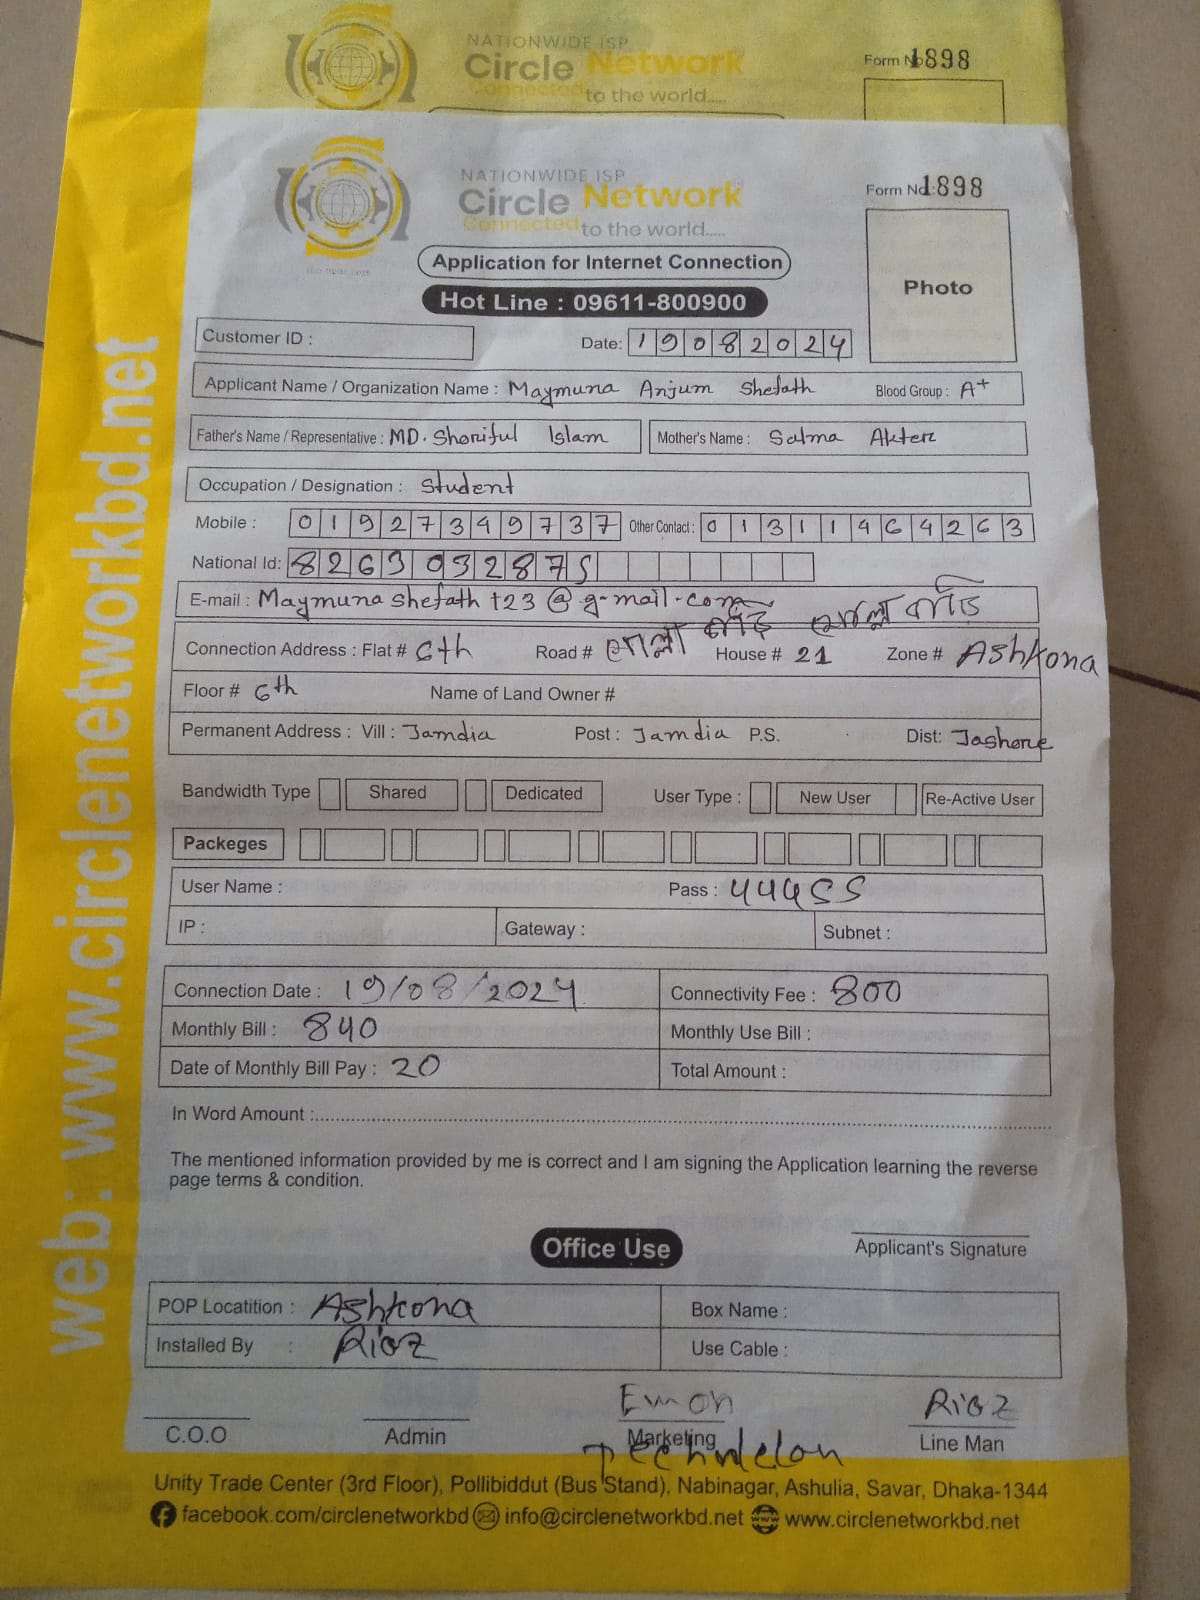 NATIONWIDE ISP
Circle Network
Connected to the world.....
Form No 1898
NATIONWIDE ISP
Circle Network
Connected to the world.....
Form No: 1898
Application for Internet Connection
Photo
Hot Line : 09611-800900
Customer ID :
Date: 19082024
Applicant Name / Organization Name : Maymuna Anjum Shefath Blood Group : A+
Father's Name / Representative : MD. Shoriful Islam Mother's Name : Salma Akter
Occupation / Designation : Student
Mobile : 01927349737 Other Contact : 01311464263
National Id: 8263032875
E-mail : Maymuna shefath 123 @ g-mail.com
Connection Address : Flat # 6th Road # House # 21 Zone # Ashkona
Floor # 6th Name of Land Owner #
Permanent Address : Vill : Jamdia Post : Jamdia P.S. Dist: Jashore
Bandwidth Type Shared Dedicated User Type : New User Re-Active User
Packeges
User Name : Pass : 44455
IP : Gateway : Subnet :
Connection Date : 19/08/2024 Connectivity Fee : 800
Monthly Bill : 840 Monthly Use Bill :
Date of Monthly Bill Pay : 20 Total Amount :
In Word Amount :
The mentioned information provided by me is correct and I am signing the Application learning the reverse
page terms & condition.
Office Use
Applicant's Signature
POP Locatition : Ashkona Box Name :
Installed By : Riaz Use Cable :
Emon Riaz
C.O.O Admin Marketing Line Man
Unity Trade Center (3rd Floor), Pollibiddut (Bus Stand), Nabinagar, Ashulia, Savar, Dhaka-1344
facebook.com/circlenetworkbd info@circlenetworkbd.net www.circlenetworkbd.net
web: www.circlenetworkbd.net